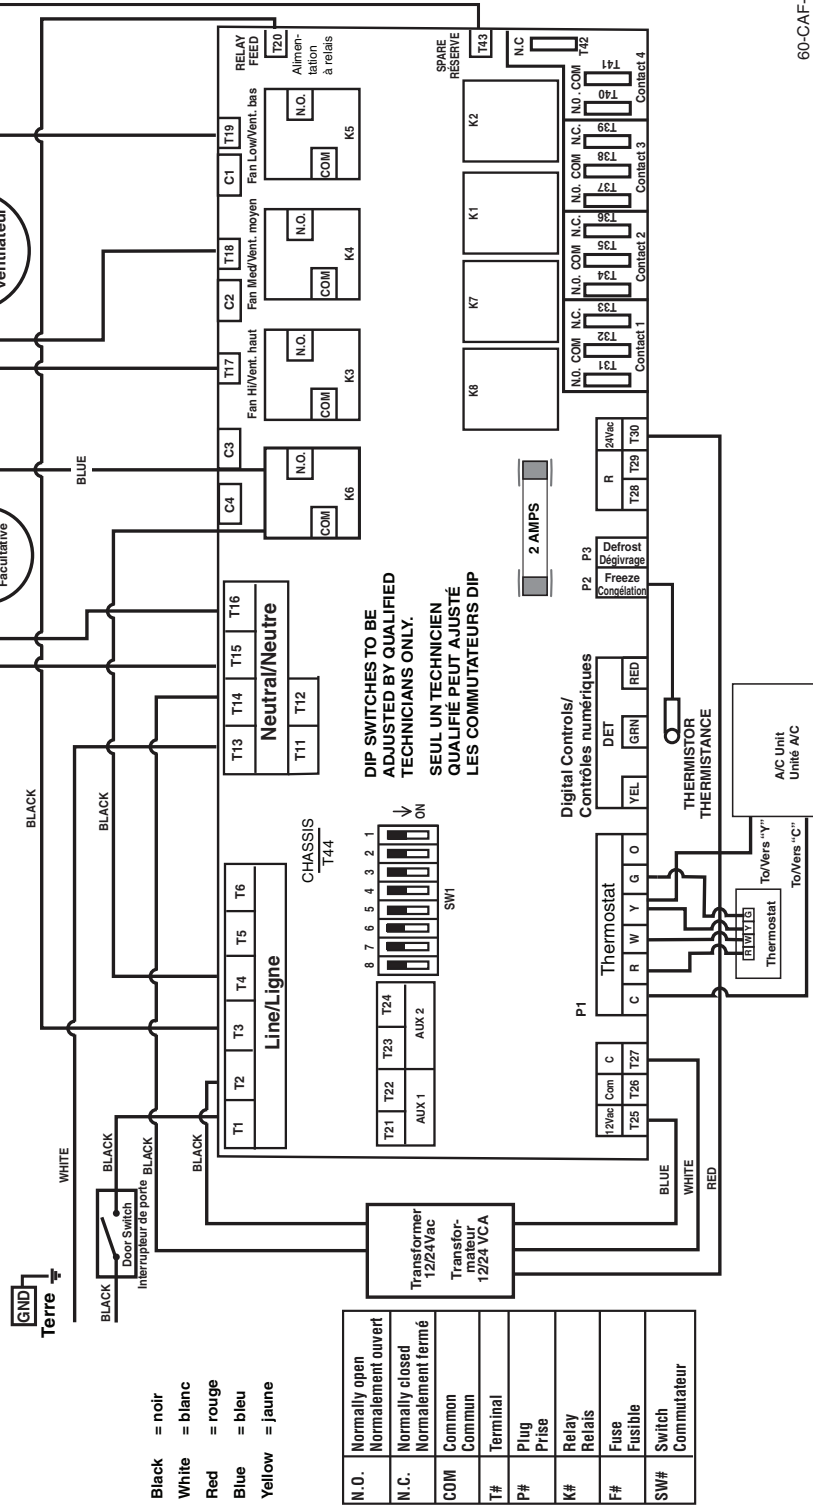 GND
Terre
Black = noir
White = blanc
Red = rouge
Blue = bleu
Yellow = jaune
N.O. Normally open
Normalement ouvert
N.C. Normally closed
Normalement fermé
COM Common
Commun
T# Terminal
P# Plug
Prise
K# Relay
Relais
F# Fuse
Fusible
SW# Switch
Commutateur
BLACK
WHITE
Door Switch
Interrupteur de porte
BLACK
BLACK
BLACK
BLACK
BLACK
BLUE
Facultative
Ventilateur
Transformer
12/24Vac
Transfor-
mateur
12/24 VCA
BLUE
WHITE
RED
T1 T2 T3 T4 T5 T6
Line/Ligne
T13 T14 T15 T16
Neutral/Neutre
T11 T12
CHASSIS
T44
C4
C3
C2
C1
T17
T18
T19
Fan Hi/Vent. haut
Fan Med/Vent. moyen
Fan Low/Vent. bas
RELAY
FEED
T20
Alimen-
tation
à relais
COM N.O.
K6
COM N.O.
K3
COM N.O.
K4
COM N.O.
K5
T21 T22 T23 T24
AUX 1 AUX 2
8 7 6 5 4 3 2 1
ON
SW1
DIP SWITCHES TO BE
ADJUSTED BY QUALIFIED
TECHNICIANS ONLY.
SEUL UN TECHNICIEN
QUALIFIÉ PEUT AJUSTÉ
LES COMMUTATEURS DIP
SPARE
RÉSERVE
T43
K8
K7
K1
K2
2 AMPS
N.C
T42
N.O. COM N.C.
T31 T32 T33
Contact 1
N.O. COM N.C.
T34 T35 T36
Contact 2
N.O. COM N.C.
T37 T38 T39
Contact 3
N.O . COM
T40 T41
Contact 4
12Vac Com C
T25 T26 T27
P1
Thermostat
C R W Y G O
Digital Controls/
Contrôles numériques
DET
YEL GRN RED
P2
Freeze
Congélation
P3
Defrost
Dégivrage
R
24Vac
T28 T29 T30
THERMISTOR
THERMISTANCE
R W Y G
Thermostat
To/Vers "Y"
To/Vers "C"
A/C Unit
Unité A/C
60-CAF-